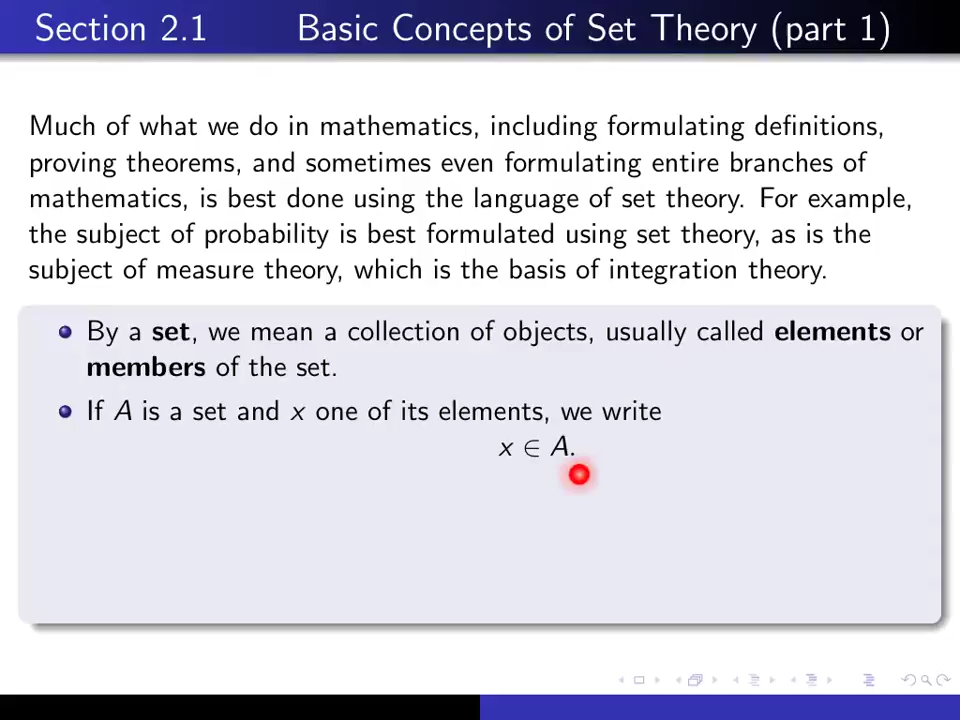 Section 2.1 Basic Concepts of Set Theory (part 1)
Much of what we do in mathematics, including formulating definitions,
proving theorems, and sometimes even formulating entire branches of
mathematics, is best done using the language of set theory. For example,
the subject of probability is best formulated using set theory, as is the
subject of measure theory, which is the basis of integration theory.
By a set, we mean a collection of objects, usually called elements or
members of the set.
If A is a set and x one of its elements, we write
x ∈ A.